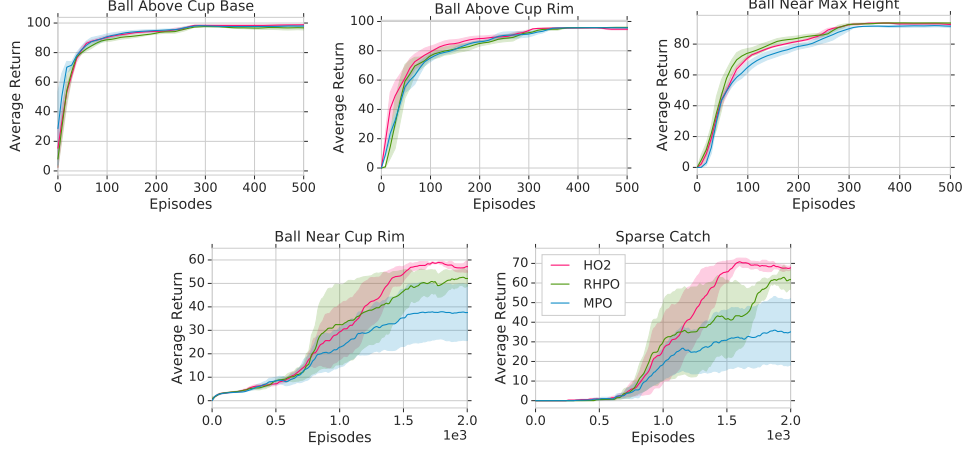 Ball Above Cup Base
Average Return
100
80
60
40
20
0
0 100 200 300 400 500
Episodes
Ball Above Cup Rim
Average Return
100
80
60
40
20
0
0 100 200 300 400 500
Episodes
Ball Near Max Height
Average Return
80
60
40
20
0
0 100 200 300 400 500
Episodes
Ball Near Cup Rim
Average Return
60
50
40
30
20
10
0
0.0 0.5 1.0 1.5 2.0
Episodes
1e3
Sparse Catch
Average Return
70
60
50
40
30
20
10
0
HO2
RHPO
MPO
0.0 0.5 1.0 1.5 2.0
Episodes
1e3